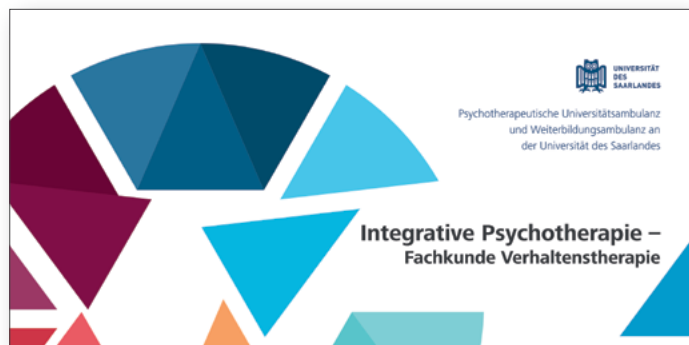 UNIVERSITÄT
DES
SAARLANDES
Psychotherapeutische Universitätsambulanz
und Weiterbildungsambulanz an
der Universität des Saarlandes
Integrative Psychotherapie –
Fachkunde Verhaltenstherapie